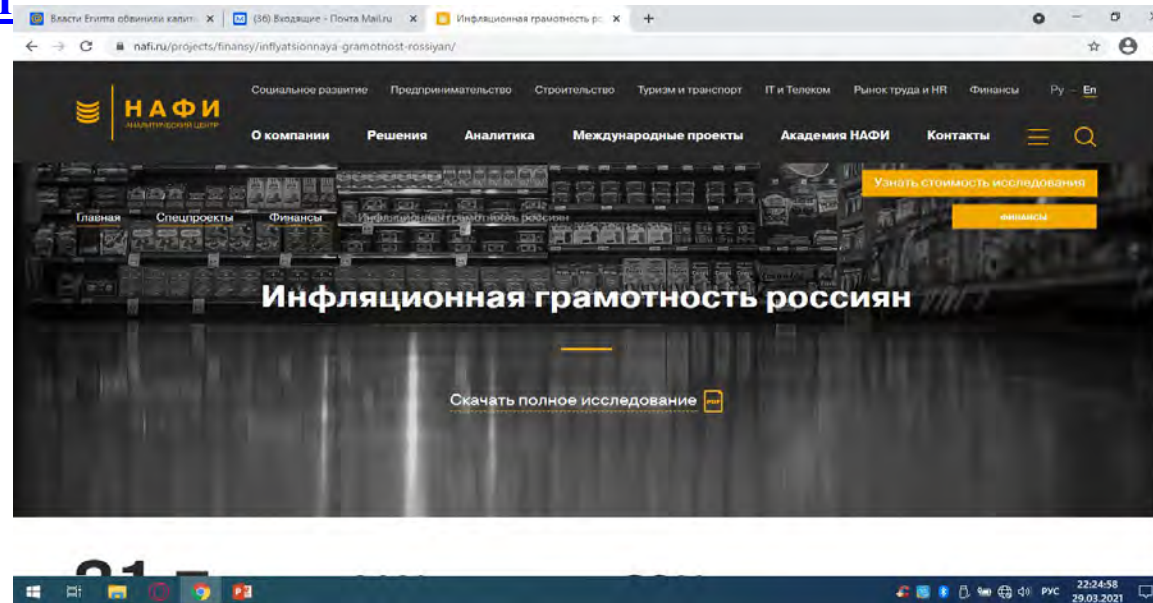 Власти Египта обвинили капит
(36) Входящие - Почта Mail.ru
Инфляционная грамотность рс
nafi.ru/projects/finansy/inflyatsionnaya-gramotnost-rossiyan/
НАФИ
АНАЛИТИЧЕСКИЙ ЦЕНТР
Социальное развитие Предпринимательство Строительство Туризм и транспорт IT и Телеком Рынок труда и HR Финансы Ру - En
О компании Решения Аналитика Международные проекты Академия НАФИ Контакты
Узнать стоимость исследования
Главная Спецпроекты Финансы Инфляционная грамотность россиян
ФИНАНСЫ
Инфляционная грамотность россиян
Скачать полное исследование PDF
РУС
22:24:58
29.03.2021